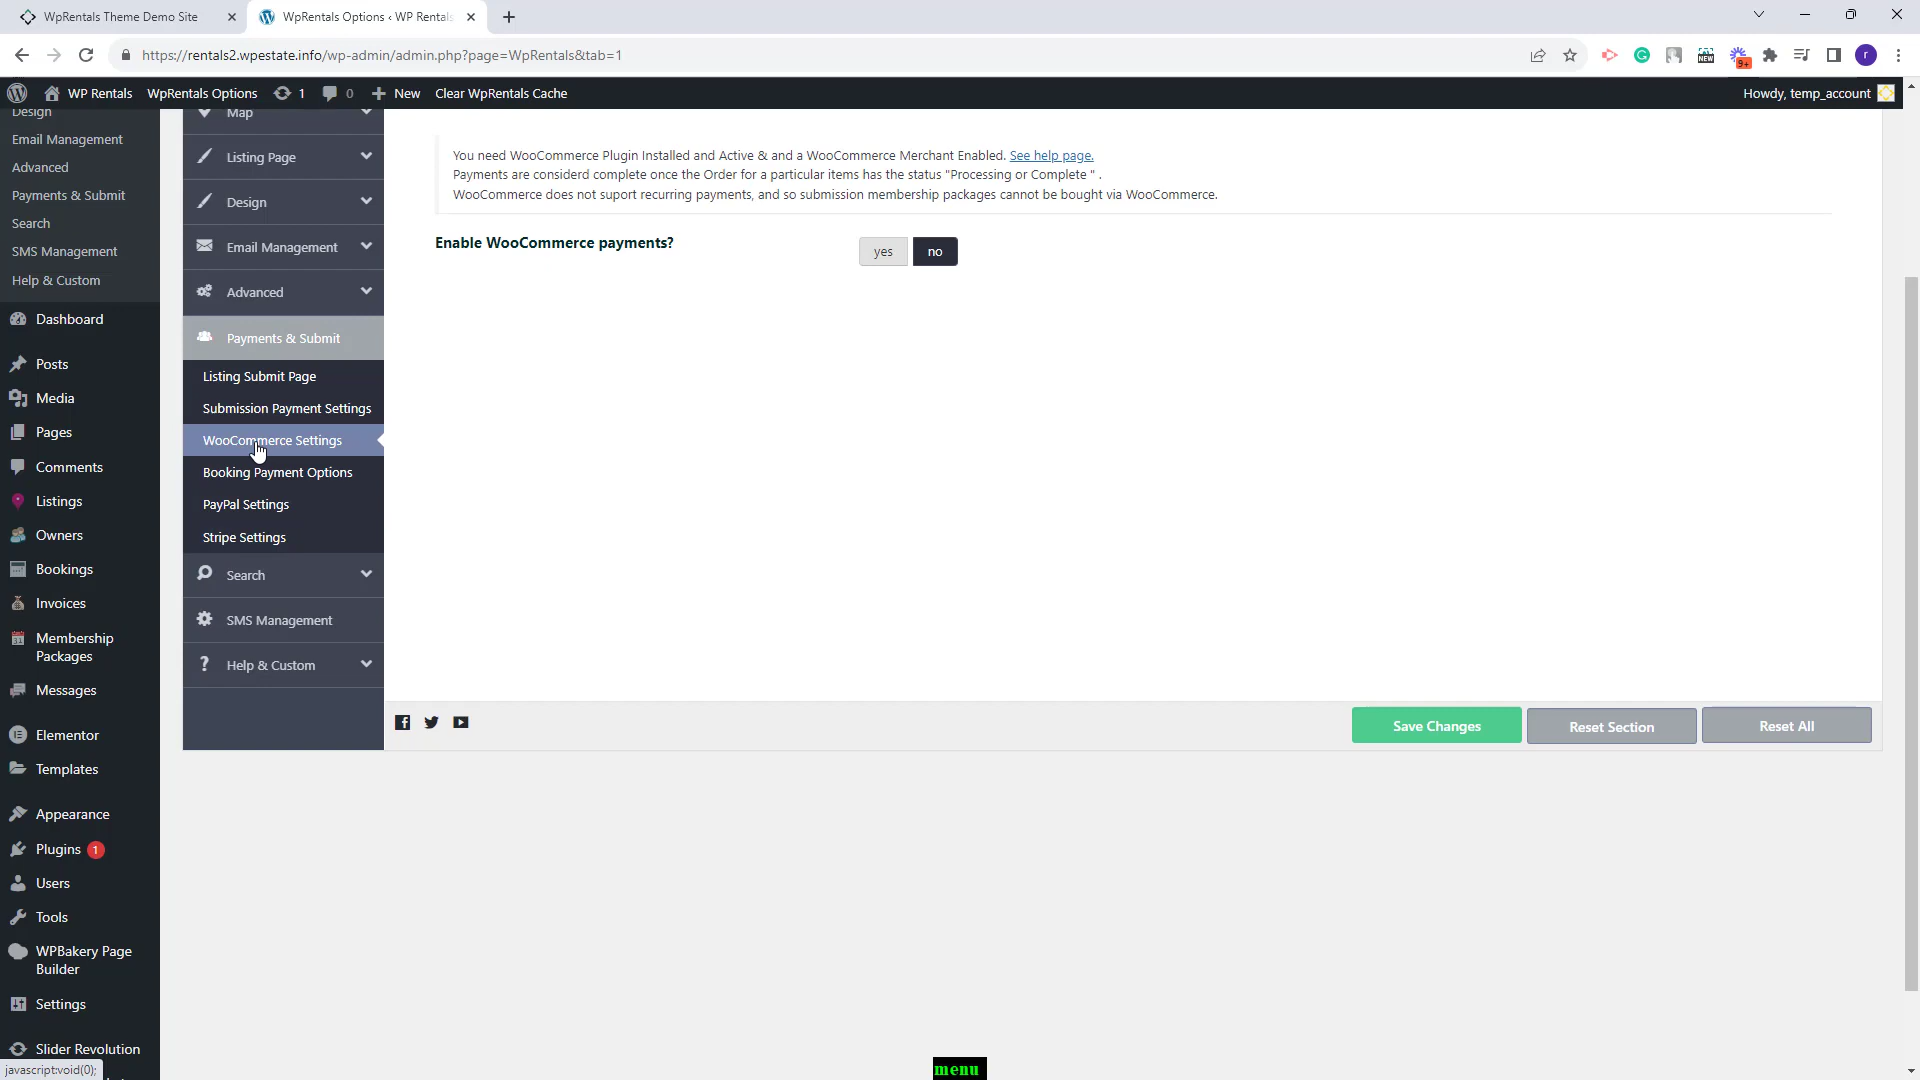 WpRentals Theme Demo Site
WpRentals Options ‹ WP Rentals
https://rentals2.wpestate.info/wp-admin/admin.php?page=WpRentals&tab=1
NEW
9+
r
WP Rentals
WpRentals Options
1
0
New
Clear WpRentals Cache
Howdy, temp_account
Design
Email Management
Advanced
Payments & Submit
Search
SMS Management
Help & Custom
Dashboard
Posts
Media
Pages
Comments
Listings
Owners
Bookings
Invoices
Membership
Packages
Messages
Elementor
Templates
Appearance
Plugins 1
Users
Tools
WPBakery Page
Builder
Settings
Slider Revolution
javascript:void(0);
Map
Listing Page
Design
Email Management
Advanced
Payments & Submit
Listing Submit Page
Submission Payment Settings
WooCommerce Settings
Booking Payment Options
PayPal Settings
Stripe Settings
Search
SMS Management
Help & Custom
You need WooCommerce Plugin Installed and Active & and a WooCommerce Merchant Enabled. See help page.
Payments are considerd complete once the Order for a particular items has the status "Processing or Complete " .
WooCommerce does not suport recurring payments, and so submission membership packages cannot be bought via WooCommerce.
Enable WooCommerce payments?
yes
no
Save Changes
Reset Section
Reset All
menu